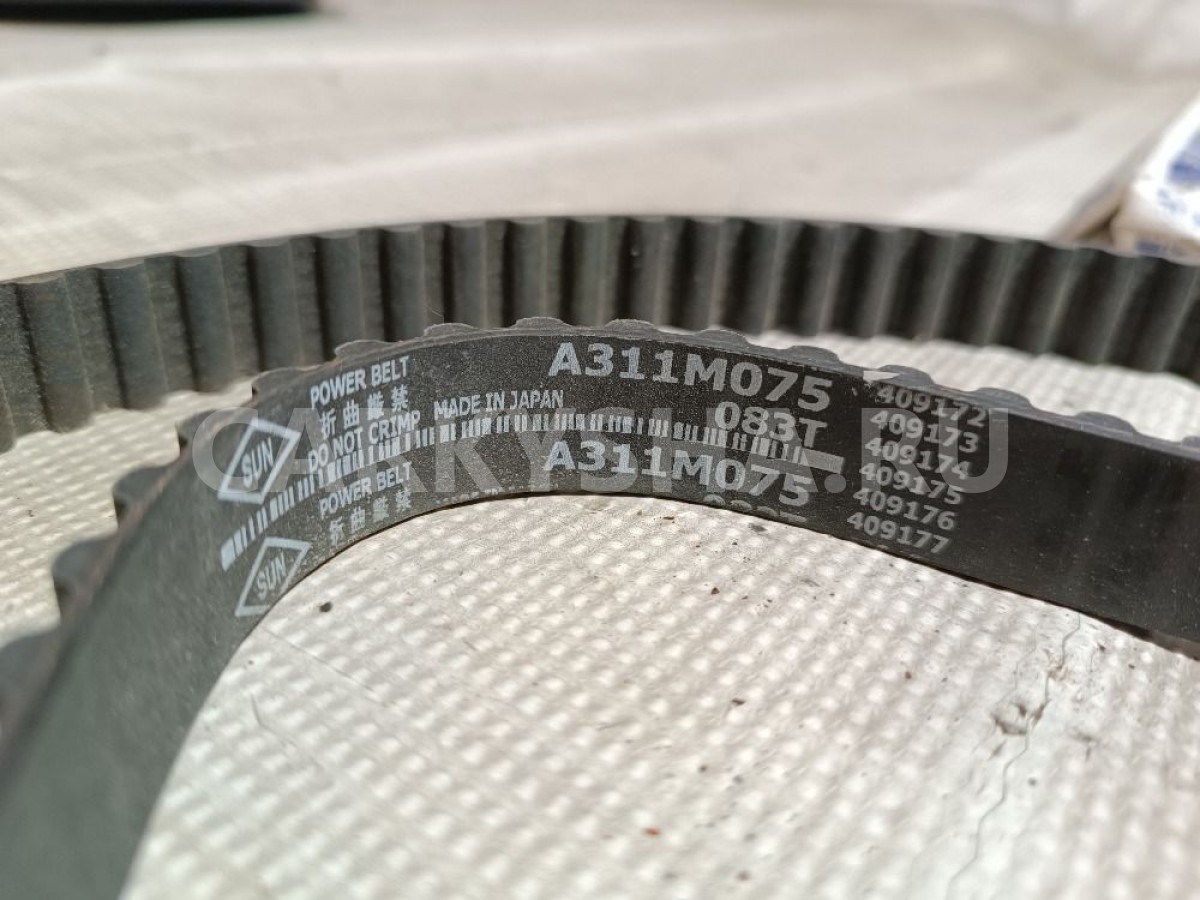 POWER BELT
折曲厳禁
DO NOT CRIMP MADE IN JAPAN
SUN
A311M075
083T
409172
409173
409174
409175
409176
409177
POWER BELT
折曲厳禁
SUN
A311M075
CARKYSHA.RU